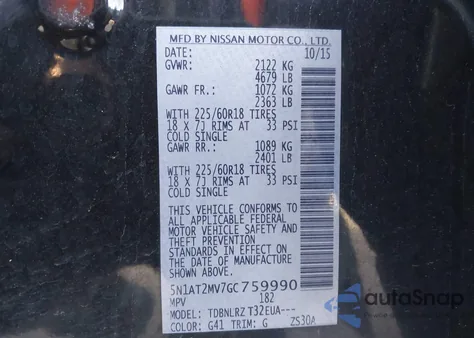 MFD BY NISSAN MOTOR CO., LTD.
DATE: 10/15
GVWR: 2122 KG
4679 LB
GAWR FR.: 1072 KG
2363 LB
WITH 225/60R18 TIRES
18 X 7J RIMS AT 33 PSI
COLD SINGLE
GAWR RR.: 1089 KG
2401 LB
WITH 225/60R18 TIRES
18 X 7J RIMS AT 33 PSI
COLD SINGLE
THIS VEHICLE CONFORMS TO
ALL APPLICABLE FEDERAL
MOTOR VEHICLE SAFETY AND
THEFT PREVENTION
STANDARDS IN EFFECT ON
THE DATE OF MANUFACTURE
SHOWN ABOVE.
5N1AT2MV7GC759990
MPV 182
MODEL: TDBNLRZ T32EUA---
COLOR: G41 TRIM: G ZS30A
autoSnap